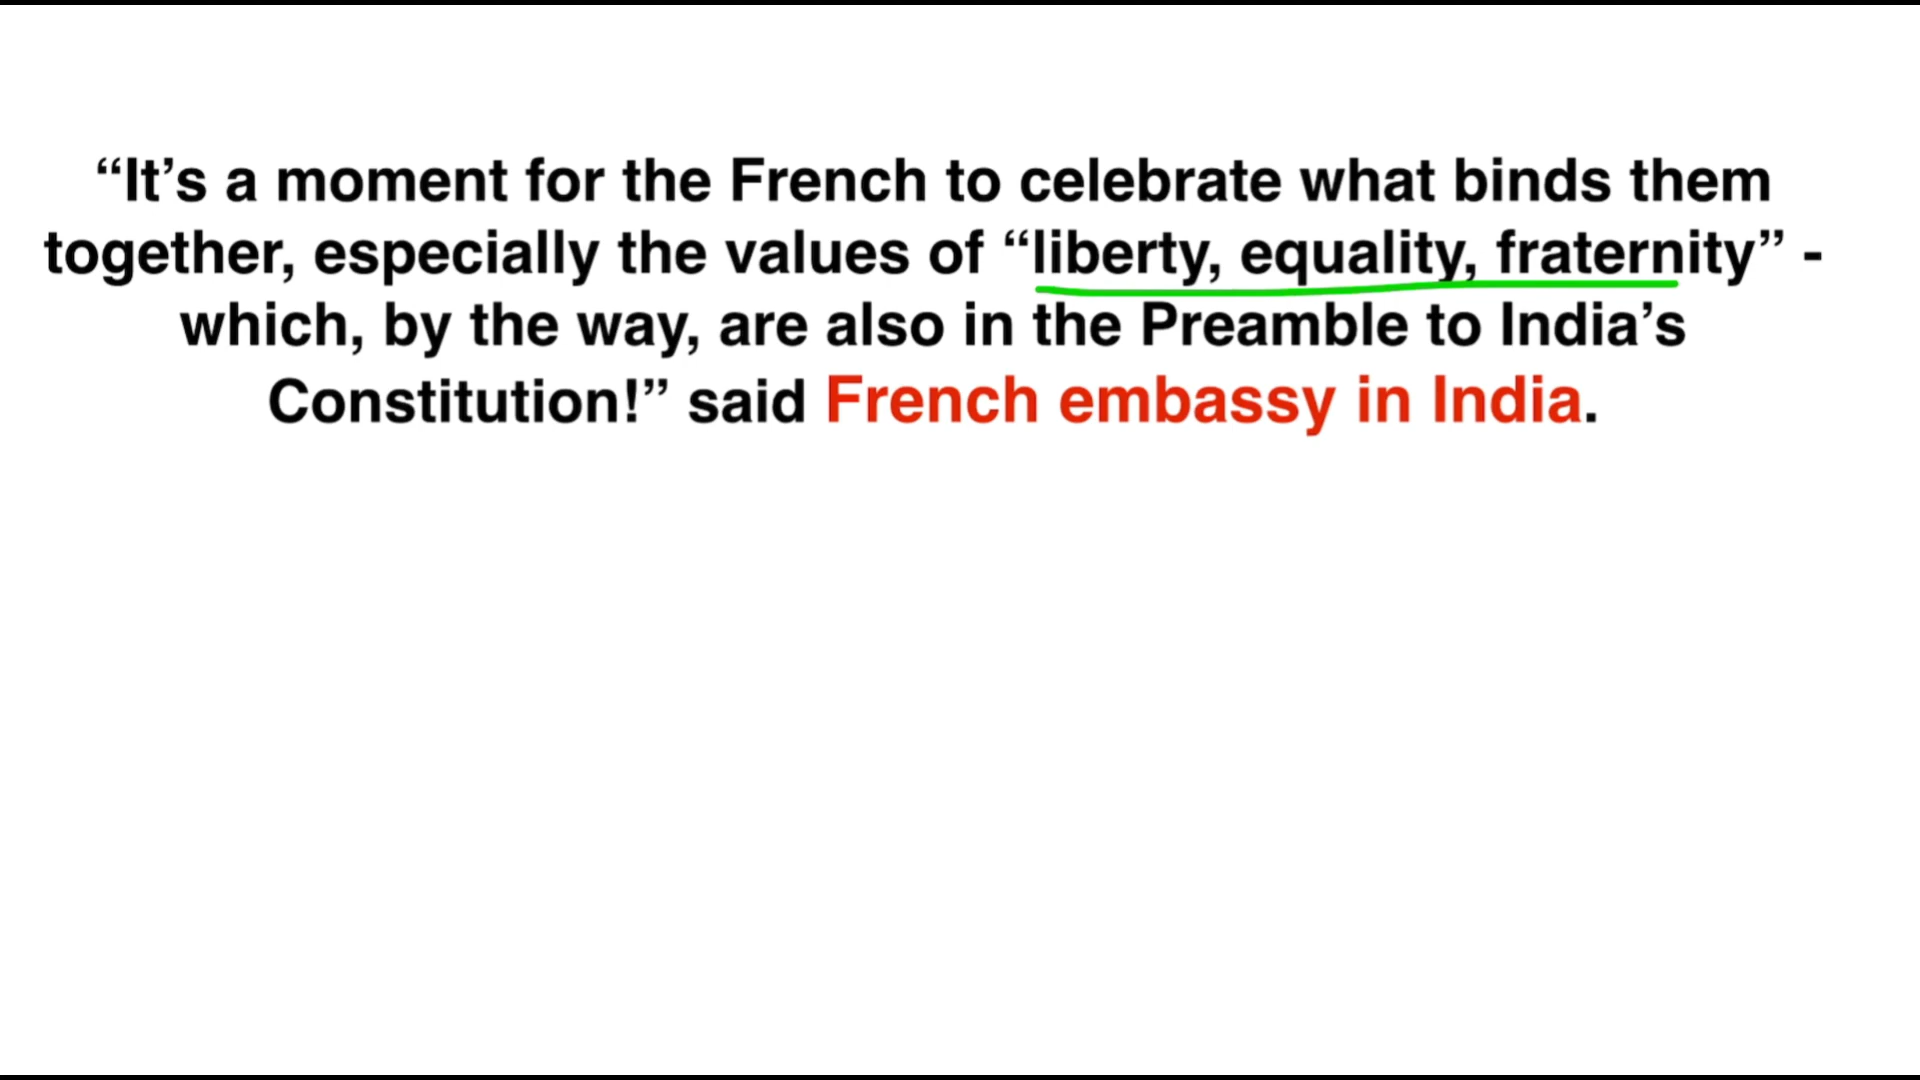 “It’s a moment for the French to celebrate what binds them
together, especially the values of “liberty, equality, fraternity” -
which, by the way, are also in the Preamble to India’s
Constitution!” said French embassy in India.